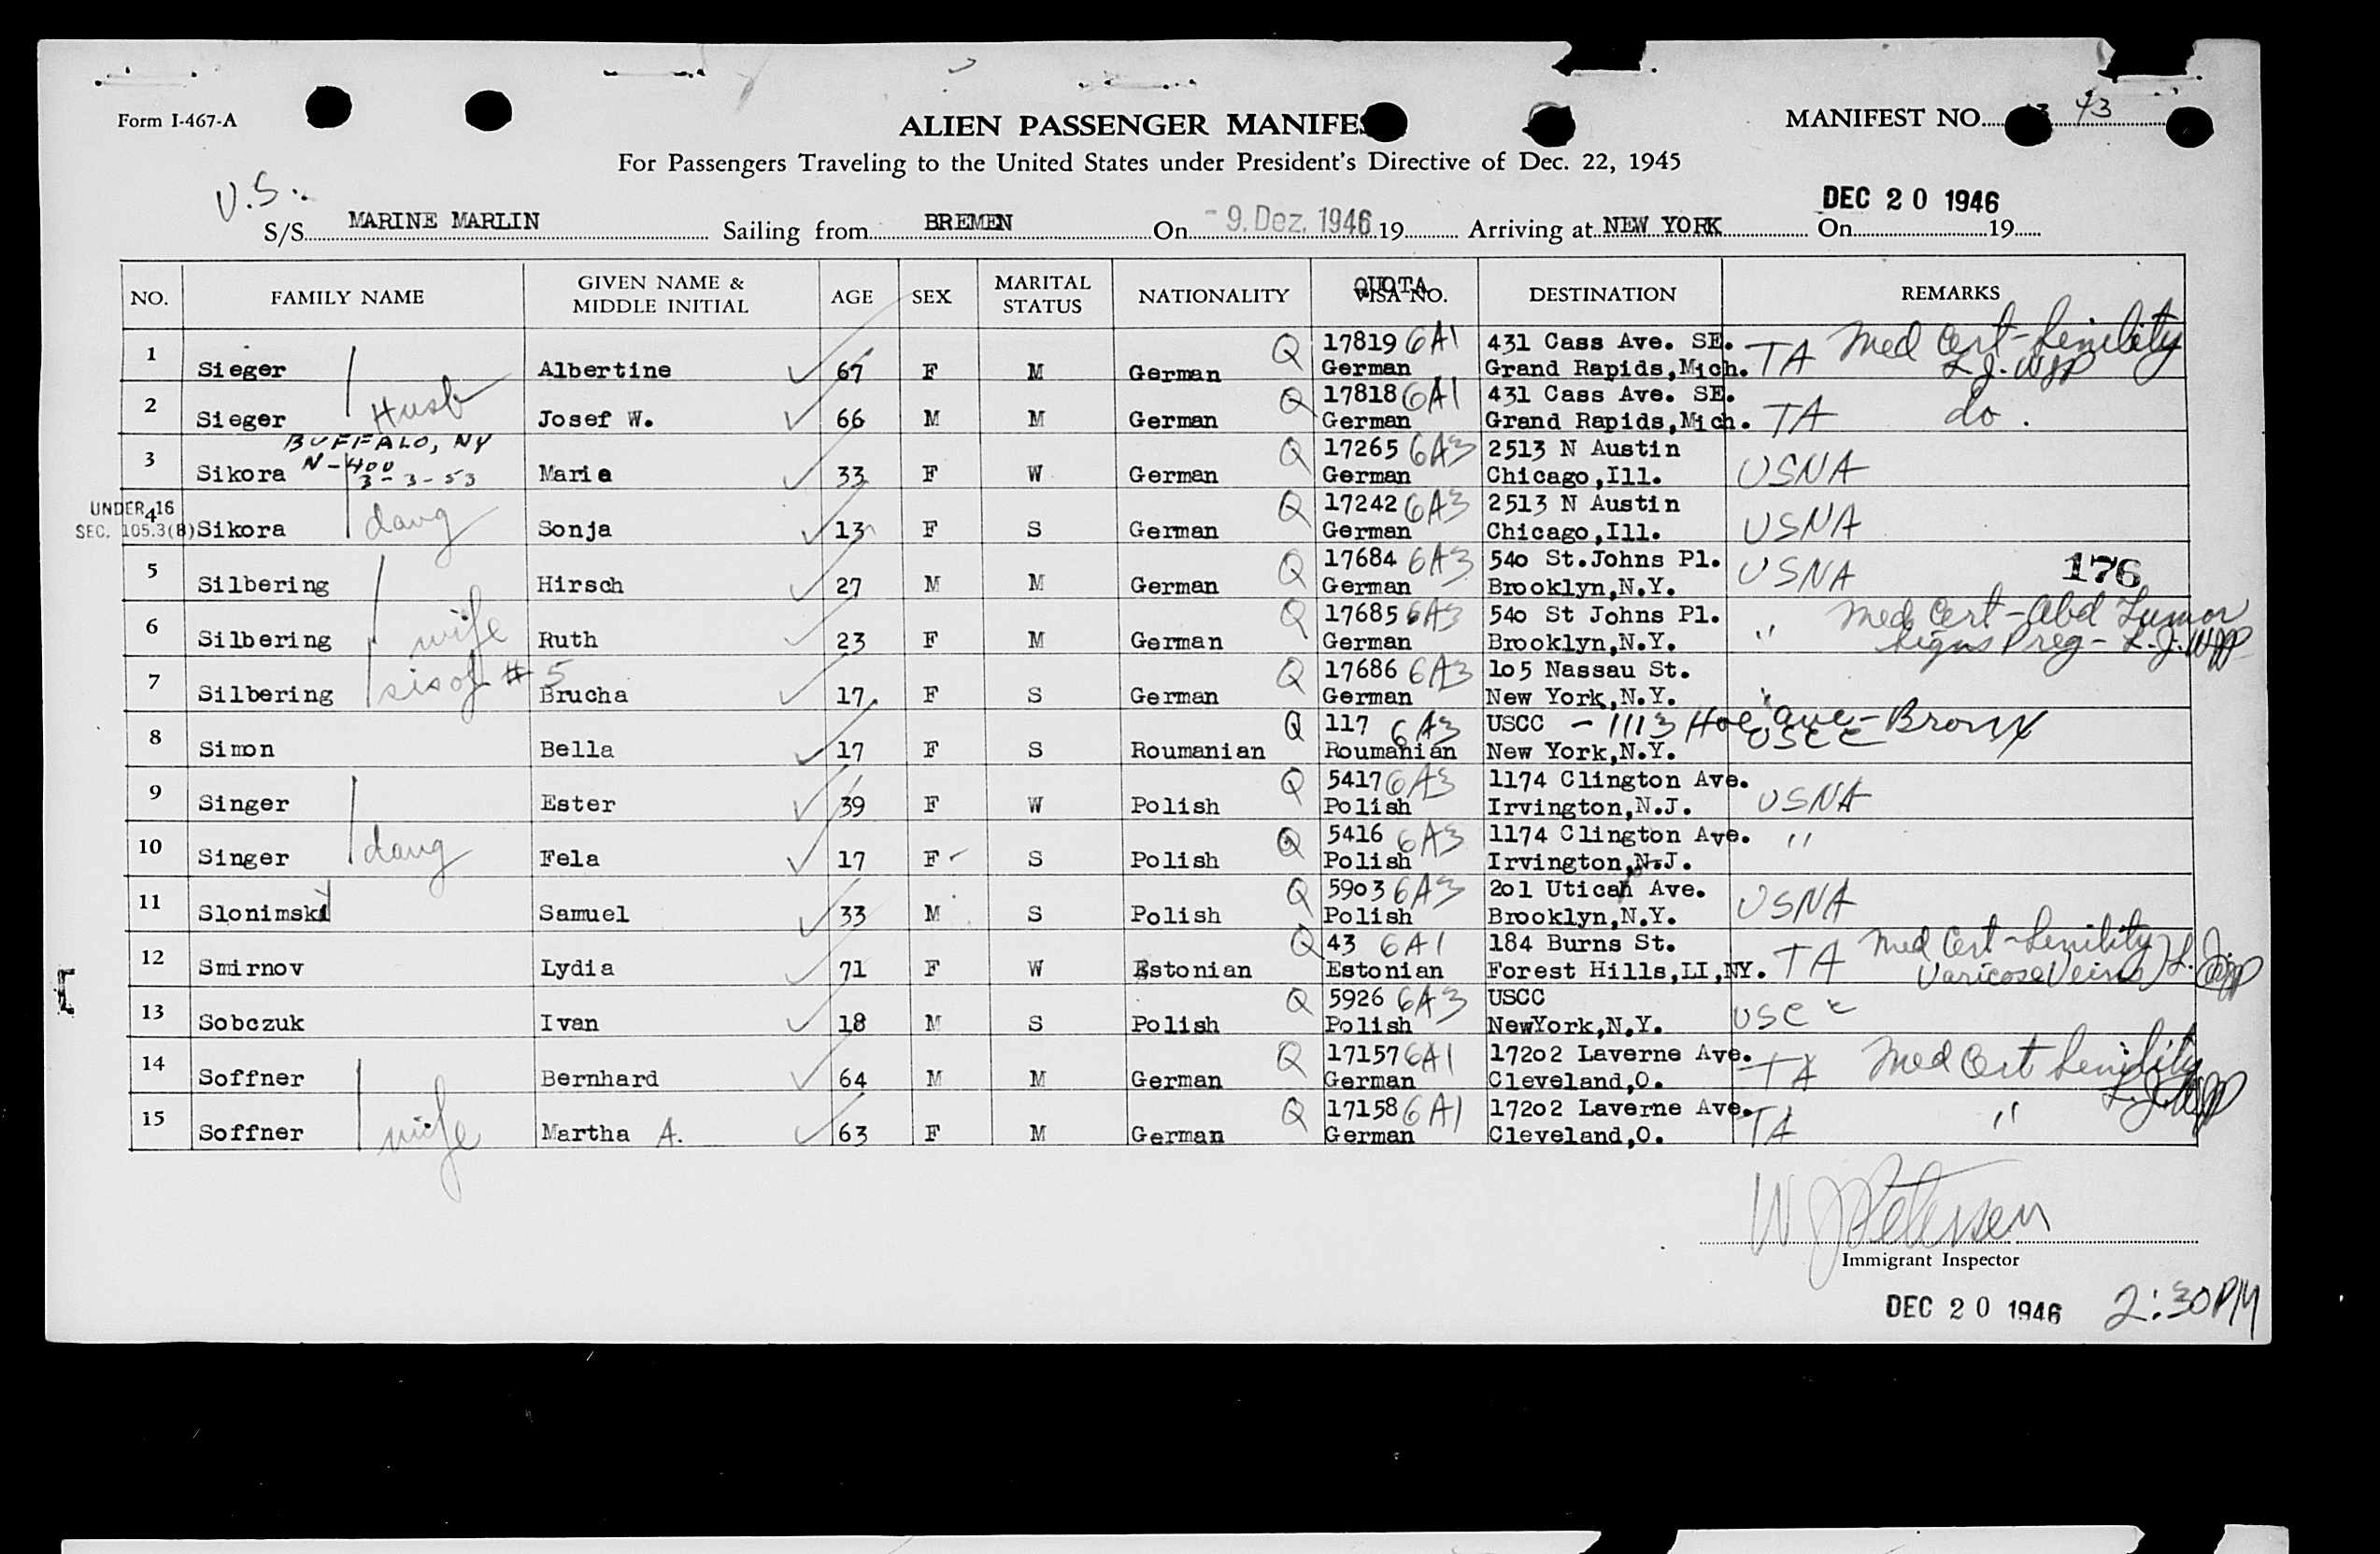 Form I-467-A
ALIEN PASSENGER MANIFES
MANIFEST NO. 43
For Passengers Traveling to the United States under President's Directive of Dec. 22, 1945
U.S.
DEC 20 1946
S/S MARINE MARLIN Sailing from BREMEN On - 9. Dez. 1946 19 Arriving at NEW YORK On 19
NO. FAMILY NAME GIVEN NAME & MIDDLE INITIAL AGE SEX MARITAL STATUS NATIONALITY QUOTA VISA NO. DESTINATION REMARKS
17819 6A1 431 Cass Ave. SE. Med Cert-Senility
1 Sieger Albertine 67 F M German Q German Grand Rapids,Mich. TA L.J. WJP
17818 6A1 431 Cass Ave. SE.
2 Sieger Husb Josef W. 66 M M German Q German Grand Rapids,Mich. TA do.
BUFFALO, NY 17265 6A3 2513 N Austin
3 Sikora N-400 3-3-53 Marie 33 F W German Q German Chicago,Ill. USNA
UNDER 16 17242 6A3 2513 N Austin
SEC. 105.3(B) 4 Sikora daug Sonja 13 F S German Q German Chicago,Ill. USNA
17684 6A3 540 St.Johns Pl. 176
5 Silbering Hirsch 27 M M German Q German Brooklyn,N.Y. USNA
17685 6A3 540 St Johns Pl. Med Cert-Abd Tumor
6 Silbering wife Ruth 23 F M German Q German Brooklyn,N.Y. " Signs Preg- L.J. WJP
17686 6A3 105 Nassau St.
7 Silbering sis of #5 Brucha 17 F S German Q German New York,N.Y. "
117 6A3 USCC - 1113 Hoe Ave-Bronx
8 Simon Bella 17 F S Roumanian Q Roumanian New York,N.Y. USCC
5417 6A3 1174 Clington Ave.
9 Singer Ester 39 F W Polish Q Polish Irvington,N.J. USNA
5416 6A3 1174 Clington Ave.
10 Singer daug Fela 17 F S Polish Q Polish Irvington,N.J. "
5903 6A3 201 Utica Ave.
11 Slonimsky Samuel 33 M S Polish Q Polish Brooklyn,N.Y. USNA
43 6A1 184 Burns St. Med Cert-Senility
12 Smirnov Lydia 71 F W Estonian Q Estonian Forest Hills,LI,NY. TA Varicose Veins L.J. WJP
5926 6A3 USCC
13 Sobczuk Ivan 18 M S Polish Q Polish NewYork,N.Y. USCC
17157 6A1 17202 Laverne Ave. Med Cert Senility
14 Soffner Bernhard 64 M M German Q German Cleveland,O. TA L.J. WJP
17158 6A1 17202 Laverne Ave.
15 Soffner wife Martha A. 63 F M German Q German Cleveland,O. TA "
W J Petersen
Immigrant Inspector
DEC 20 1946 2:30PM